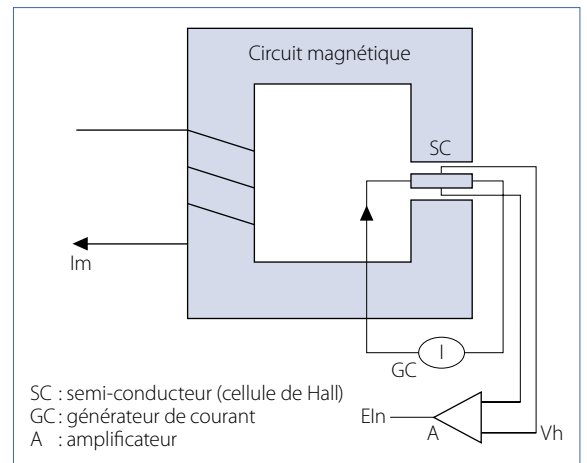 Circuit magnétique
SC
Im
I
GC
SC : semi-conducteur (cellule de Hall)
GC : générateur de courant
A : amplificateur
Eln
A
Vh